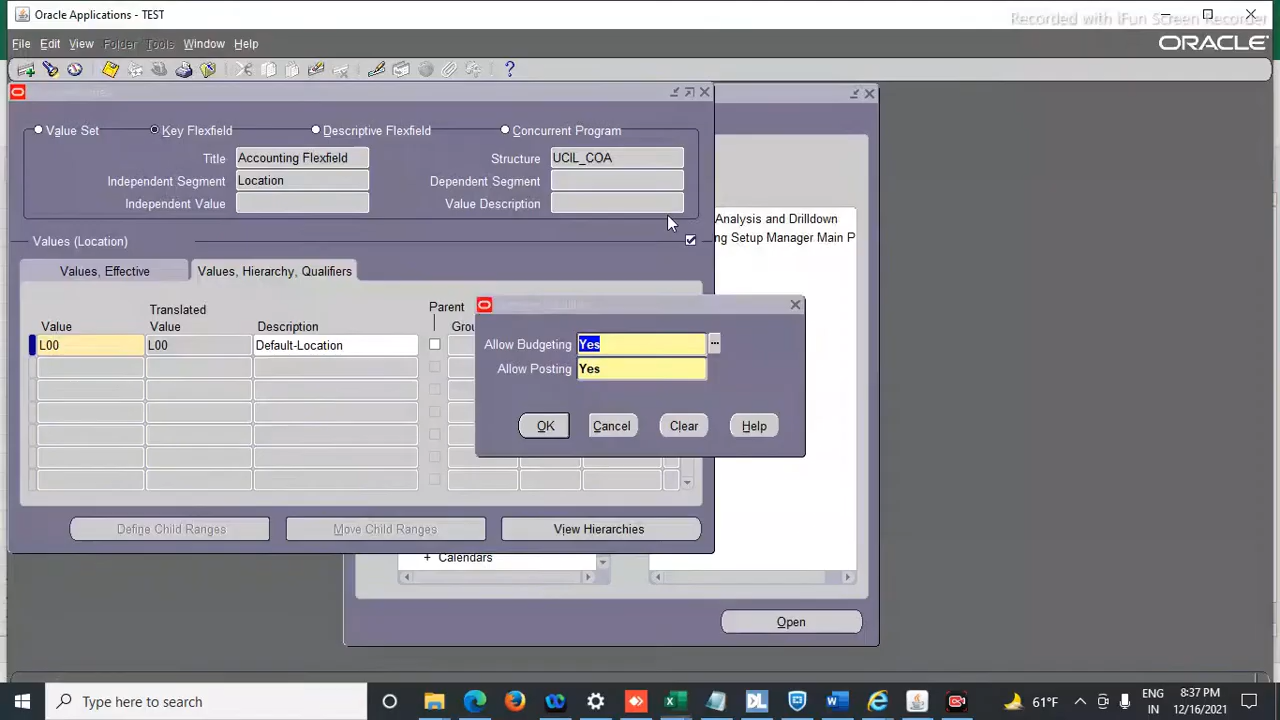 Oracle Applications - TEST
Recorded with iFun Screen Recorder
File Edit View Folder Tools Window Help
ORACLE
Value Set Key Flexfield Descriptive Flexfield Concurrent Program
Title Accounting Flexfield Structure UCIL_COA
Independent Segment Location Dependent Segment
Independent Value Value Description
Analysis and Drilldown
ng Setup Manager Main P
Values (Location)
Values, Effective Values, Hierarchy, Qualifiers
Translated Parent
Value Value Description Grou
L00 L00 Default-Location
Allow Budgeting Yes ...
Allow Posting Yes
OK Cancel Clear Help
Define Child Ranges Move Child Ranges View Hierarchies
+ Calendars
Open
Type here to search
61°F
ENG
IN
8:37 PM
12/16/2021